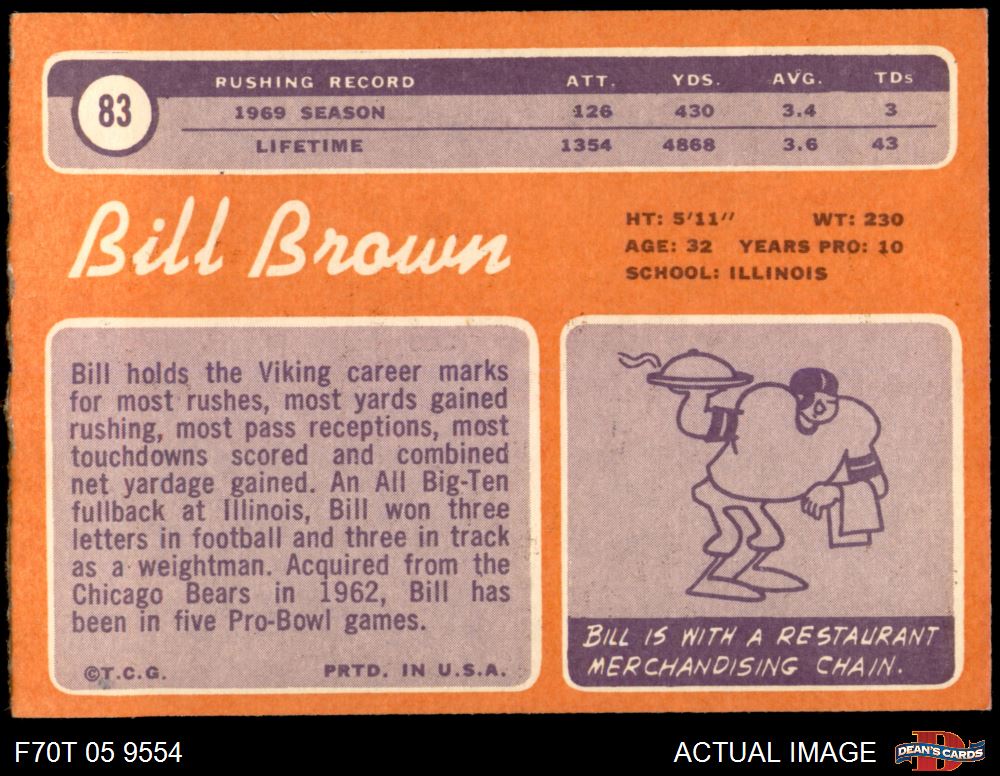 83
RUSHING RECORD ATT. YDS. AVG. TDs
1969 SEASON 126 430 3.4 3
LIFETIME 1354 4868 3.6 43
Bill Brown
HT: 5'11" WT: 230
AGE: 32 YEARS PRO: 10
SCHOOL: ILLINOIS
Bill holds the Viking career marks
for most rushes, most yards gained
rushing, most pass receptions, most
touchdowns scored and combined
net yardage gained. An All Big-Ten
fullback at Illinois, Bill won three
letters in football and three in track
as a weightman. Acquired from the
Chicago Bears in 1962, Bill has
been in five Pro-Bowl games.
©T.C.G. PRTD. IN U.S.A.
BILL IS WITH A RESTAURANT
MERCHANDISING CHAIN.
F70T 05 9554 ACTUAL IMAGE
D
DEAN'S CARDS